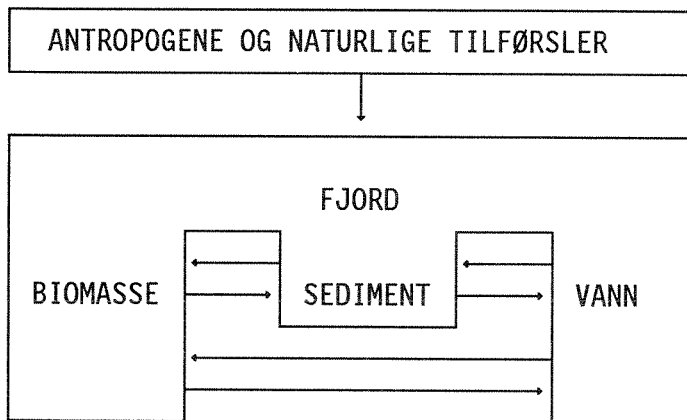 ANTROPOGENE OG NATURLIGE TILFØRSLER
FJORD
BIOMASSE SEDIMENT VANN